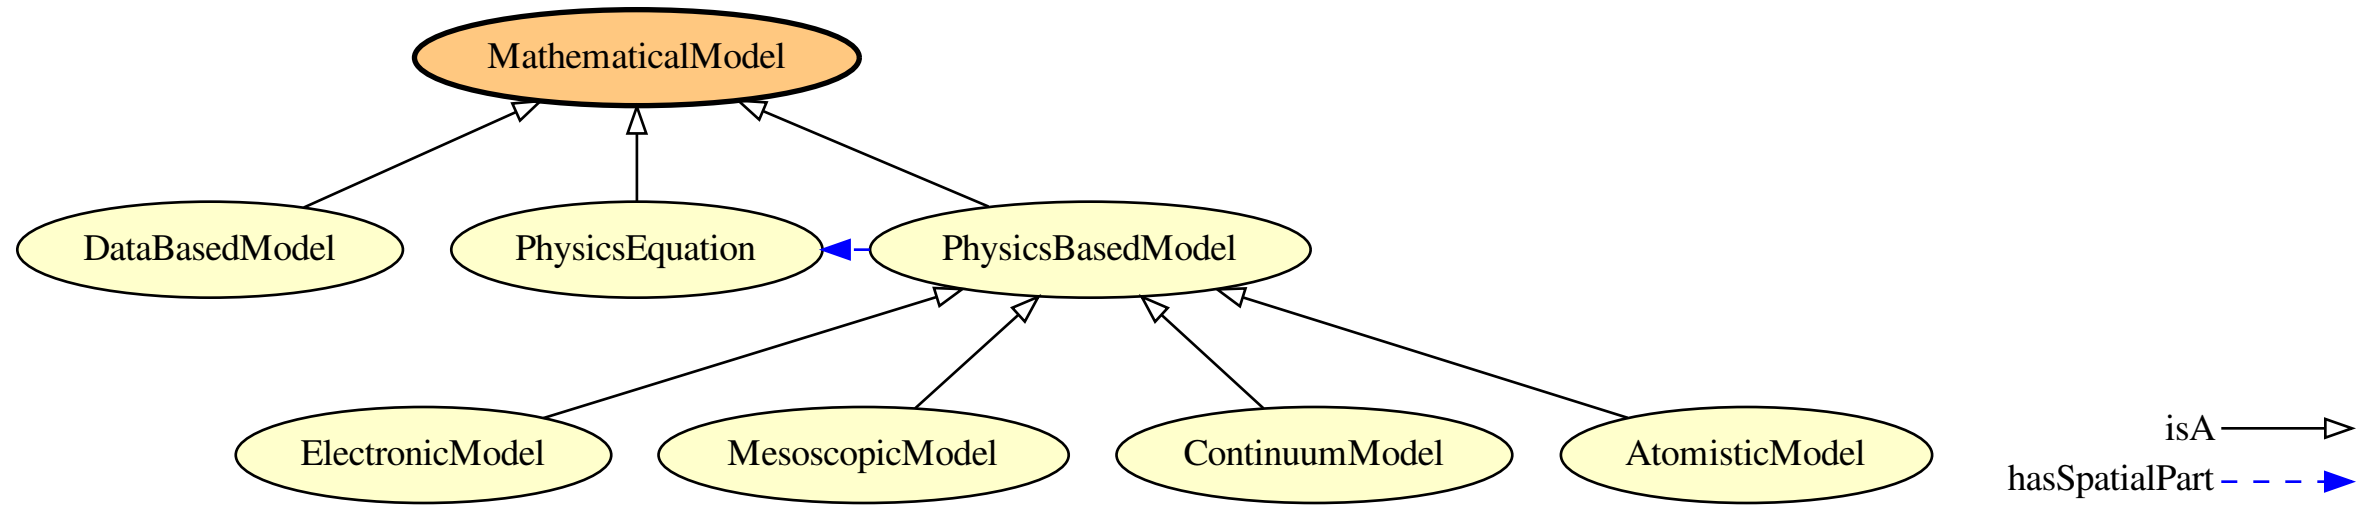 MathematicalModel
DataBasedModel
PhysicsEquation
PhysicsBasedModel
ElectronicModel
MesoscopicModel
ContinuumModel
AtomisticModel
isA
hasSpatialPart